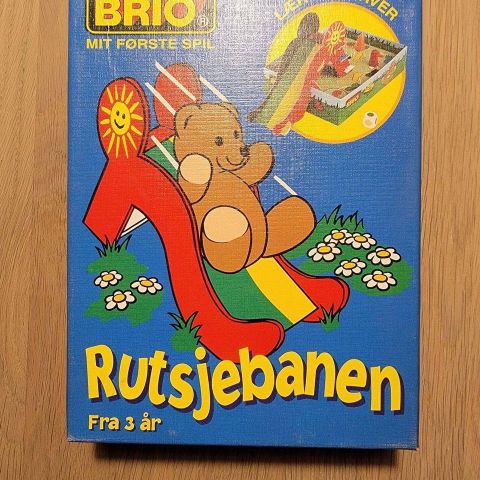 BRIO®
MIT FØRSTE SPIL
Rutsjebanen
Fra 3 år